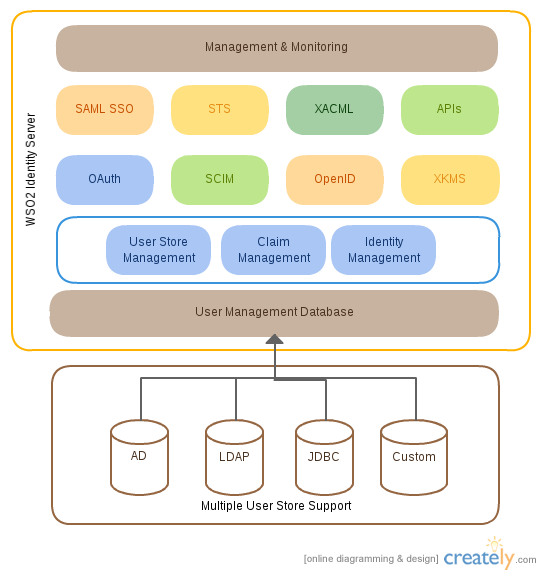 WSO2 Identity Server
Management & Monitoring
SAML SSO
STS
XACML
APIs
OAuth
SCIM
OpenID
XKMS
User Store
Management
Claim
Management
Identity
Management
User Management Database
AD
LDAP
JDBC
Custom
Multiple User Store Support
[online diagramming & design] creately.com